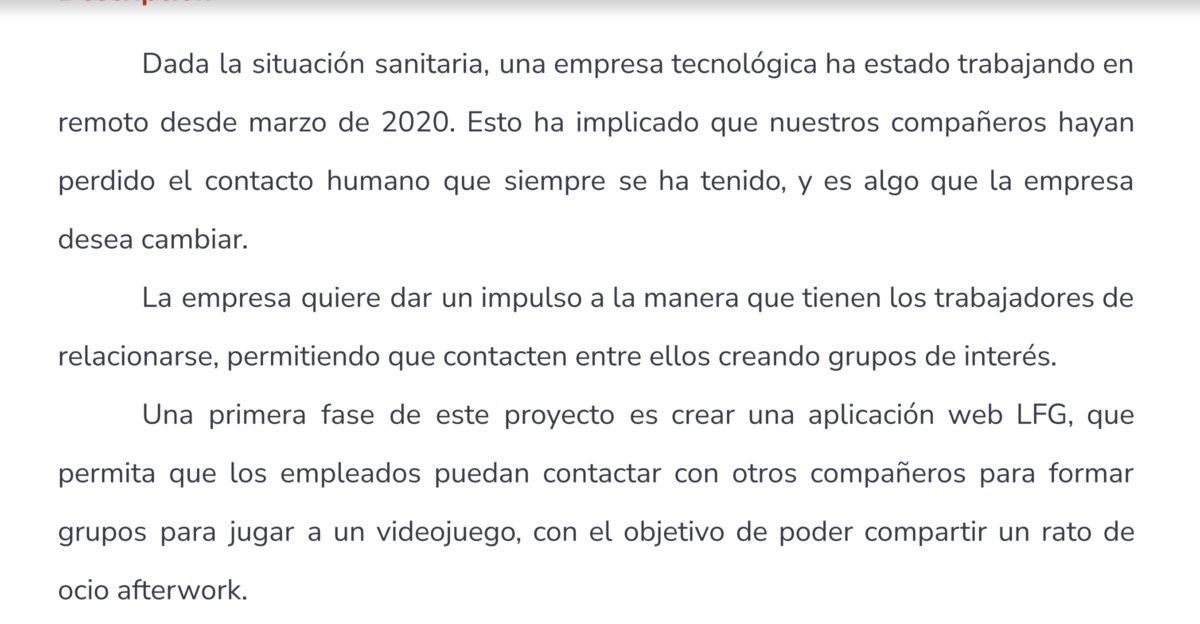 Dada la situación sanitaria, una empresa tecnológica ha estado trabajando en
remoto desde marzo de 2020. Esto ha implicado que nuestros compañeros hayan
perdido el contacto humano que siempre se ha tenido, y es algo que la empresa
desea cambiar.
La empresa quiere dar un impulso a la manera que tienen los trabajadores de
relacionarse, permitiendo que contacten entre ellos creando grupos de interés.
Una primera fase de este proyecto es crear una aplicación web LFG, que
permita que los empleados puedan contactar con otros compañeros para formar
grupos para jugar a un videojuego, con el objetivo de poder compartir un rato de
ocio afterwork.